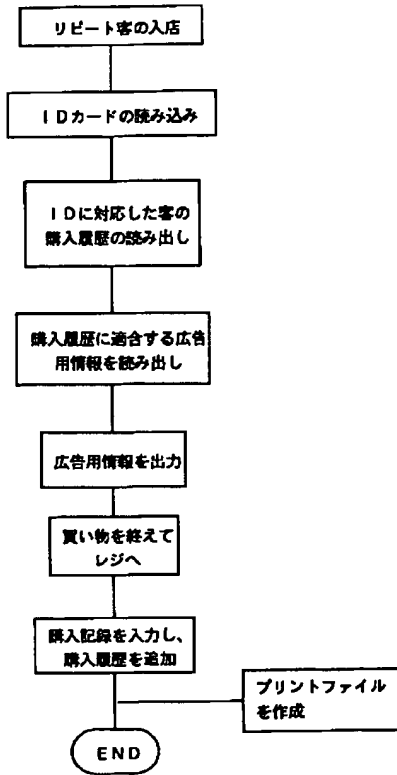 リピート客の入店
IDカードの読み込み
IDに対応した客の
購入履歴の読み出し
購入履歴に適合する広告
用情報を読み出し
広告用情報を出力
買い物を終えて
レジへ
購入記録を入力し、
購入履歴を追加
プリントファイル
を作成
END